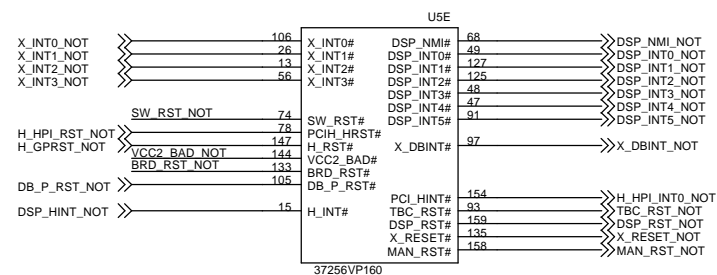 U5E
X_INT0_NOT 106 X_INT0# DSP_NMI# 68 DSP_NMI_NOT
X_INT1_NOT 26 X_INT1# DSP_INT0# 49 DSP_INT0_NOT
X_INT2_NOT 13 X_INT2# DSP_INT1# 127 DSP_INT1_NOT
X_INT3_NOT 56 X_INT3# DSP_INT2# 125 DSP_INT2_NOT
DSP_INT3# 48 DSP_INT3_NOT
DSP_INT4# 47 DSP_INT4_NOT
SW_RST_NOT 74 SW_RST# DSP_INT5# 91 DSP_INT5_NOT
H_HPI_RST_NOT 78 PCIH_HRST#
H_GPRST_NOT 147 H_RST# X_DBINT# 97 X_DBINT_NOT
VCC2_BAD_NOT 144 VCC2_BAD#
BRD_RST_NOT 133 BRD_RST#
DB_P_RST_NOT 105 DB_P_RST#
PCI_HINT# 154 H_HPI_INT0_NOT
DSP_HINT_NOT 15 H_INT# TBC_RST# 93 TBC_RST_NOT
DSP_RST# 159 DSP_RST_NOT
X_RESET# 135 X_RESET_NOT
MAN_RST# 158 MAN_RST_NOT
37256VP160